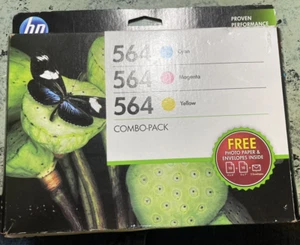 hp
PROVEN
PERFORMANCE
564 Cyan
564 Magenta
564 Yellow
COMBO-PACK
FREE
PHOTO PAPER &
ENVELOPES INSIDE